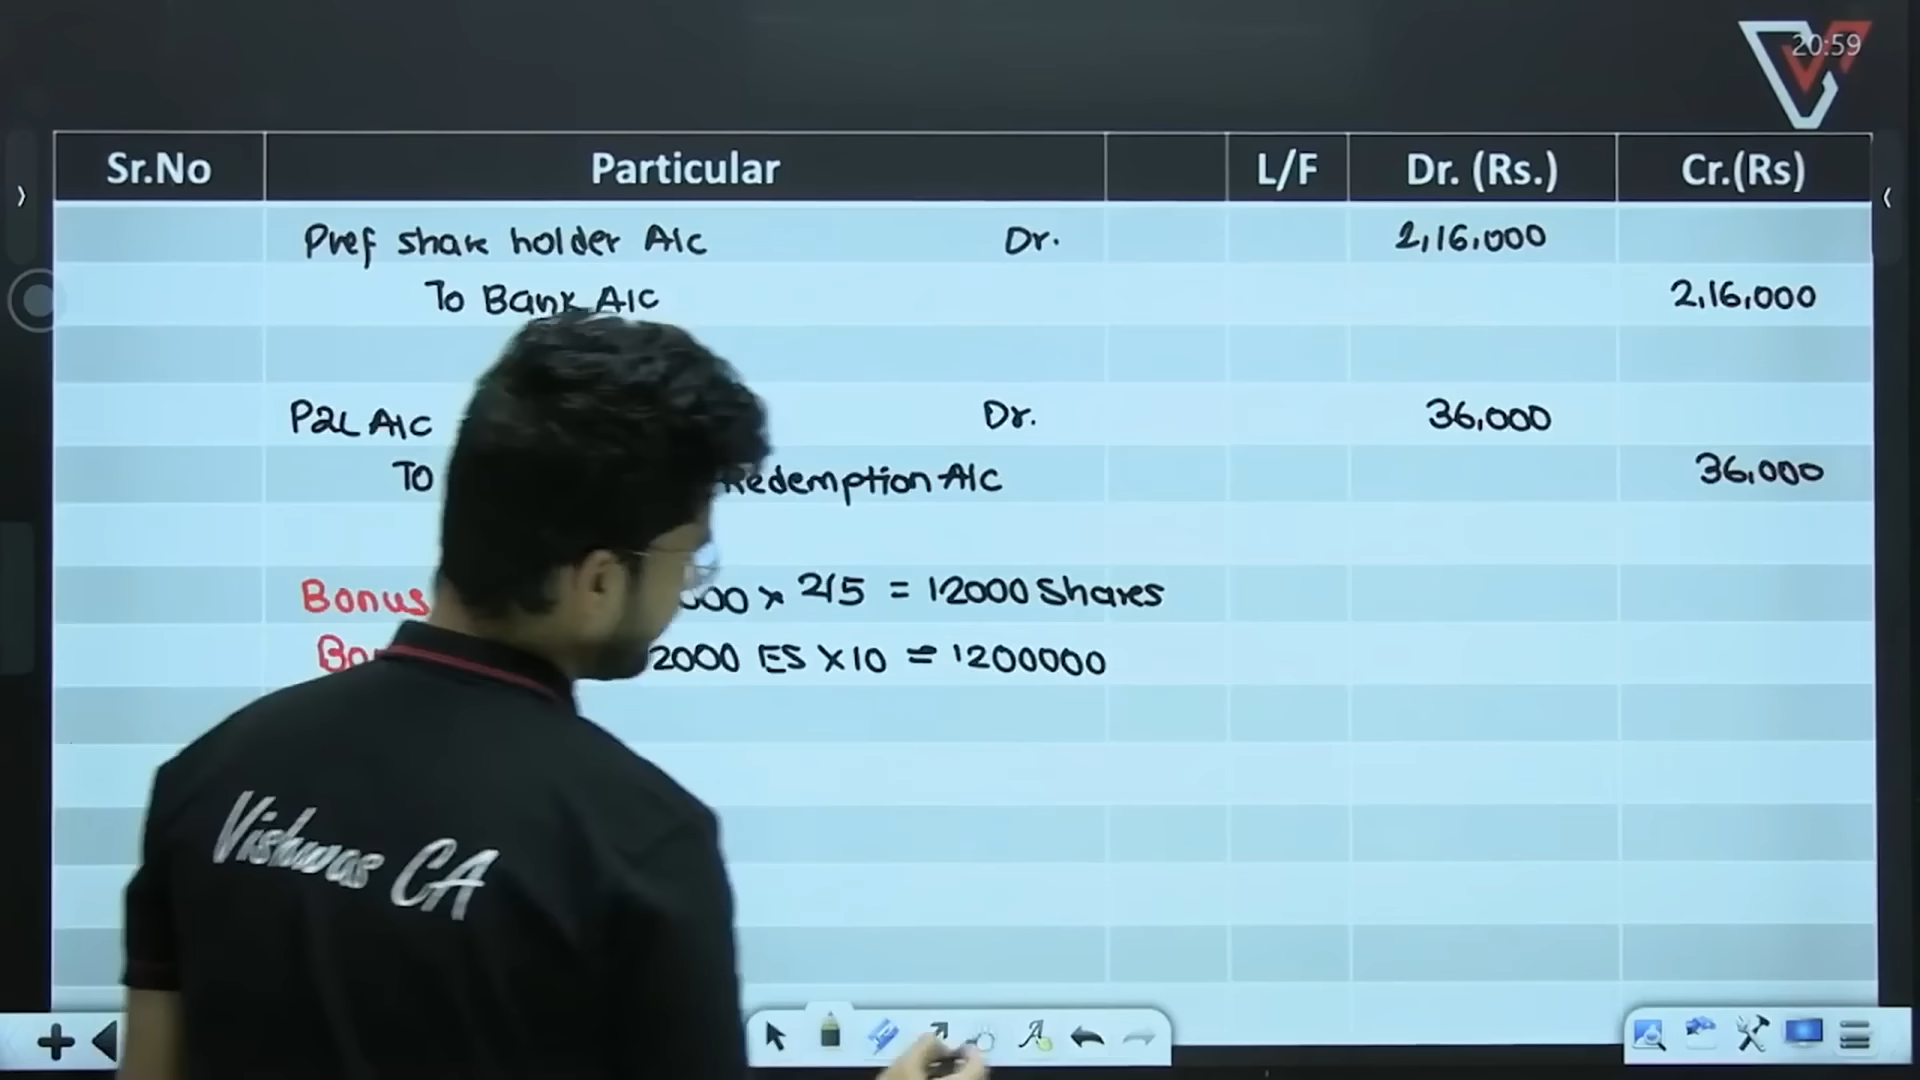 20:59
Sr.No Particular L/F Dr. (Rs.) Cr.(Rs)
Pref share holder A/c Dr. 2,16,000
To Bank A/c 2,16,000
P&L A/c Dr. 36,000
To Redemption A/c 36,000
Bonus 000 × 2/5 = 12000 Shares
2000 ES × 10 = 1200000
Vishwas CA